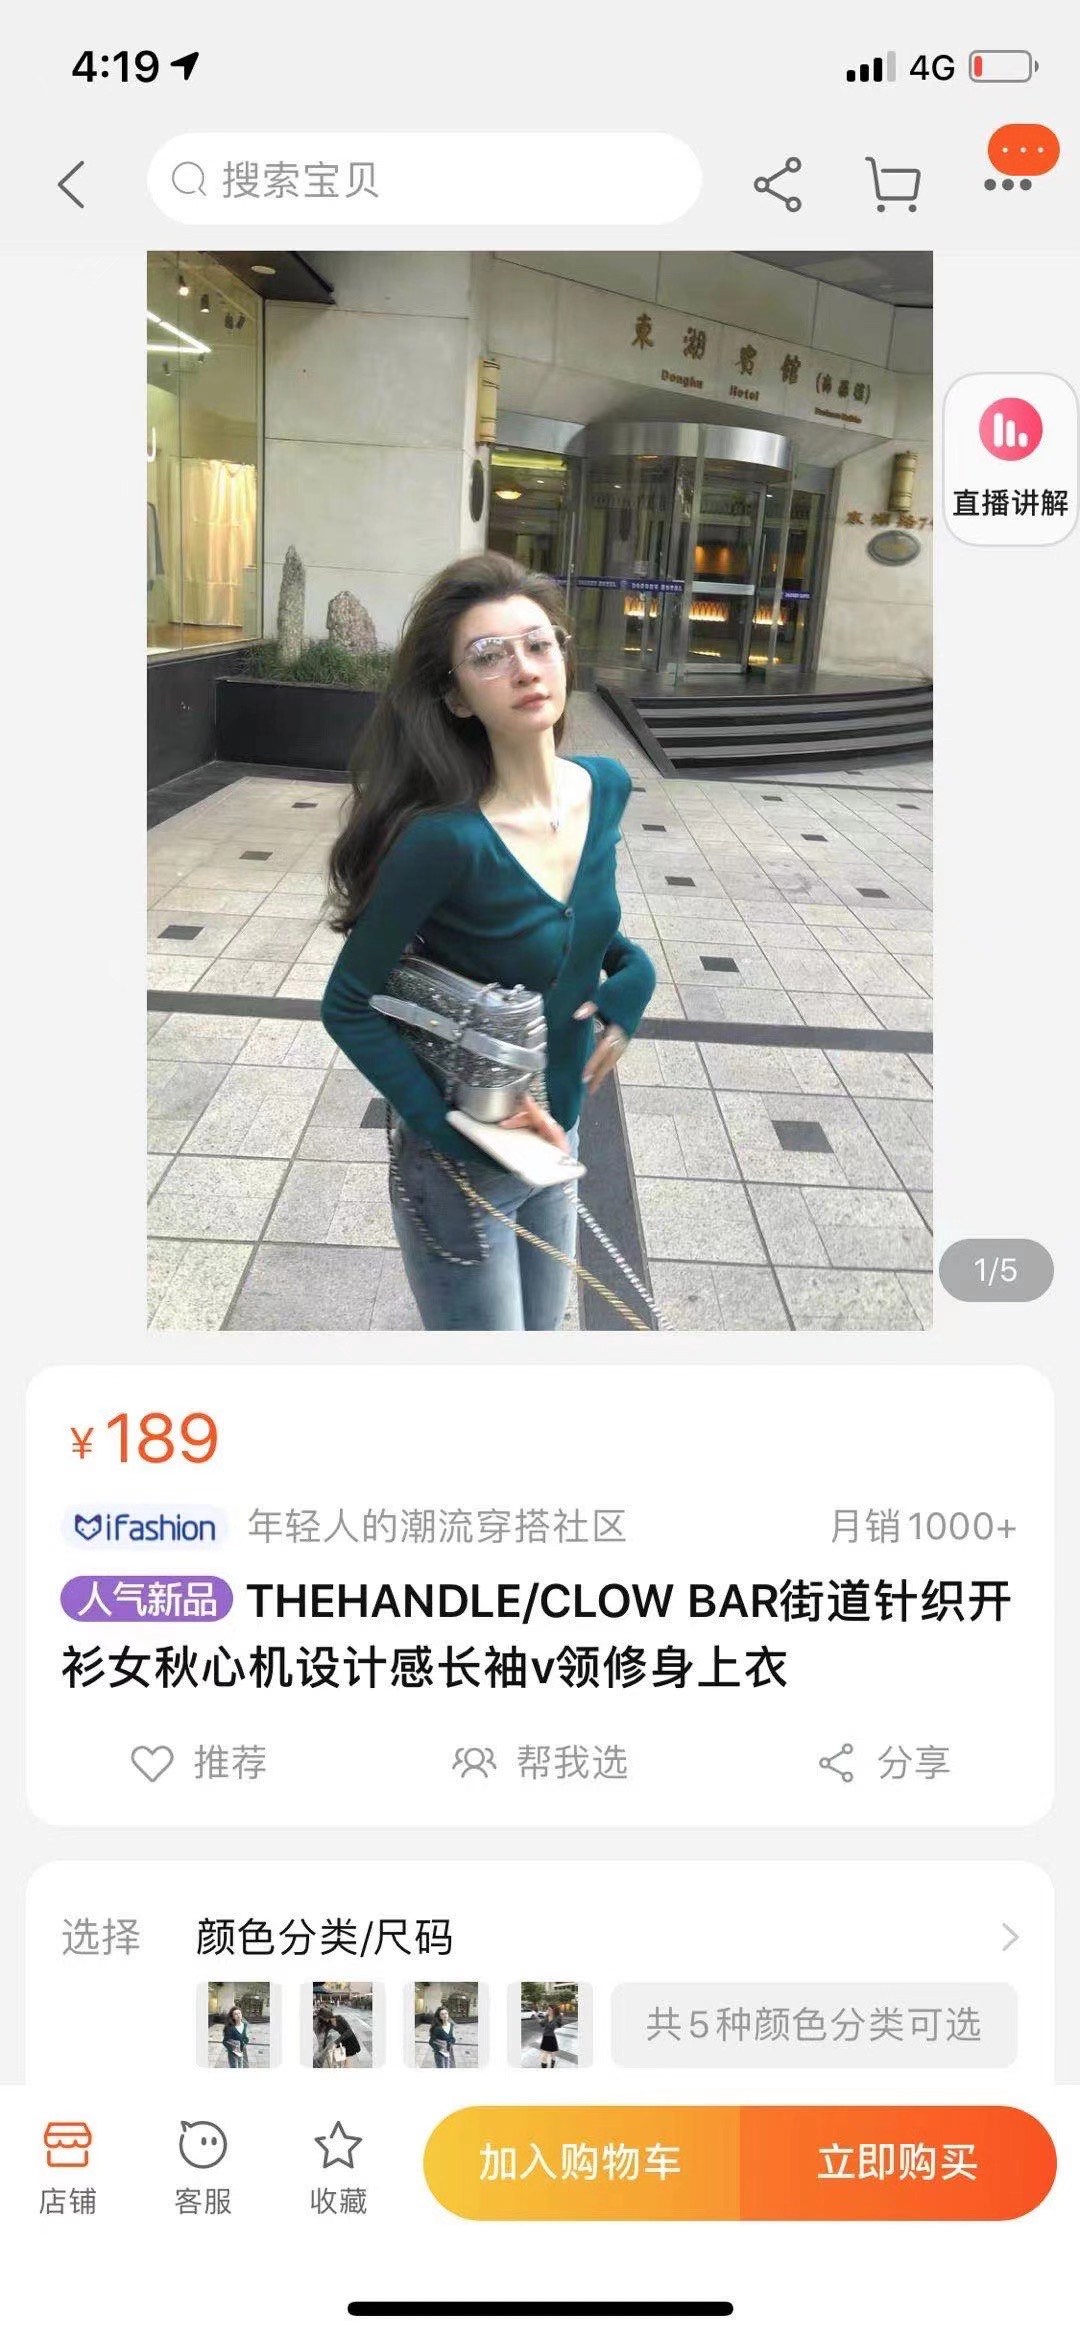 4:19
4G
搜索宝贝
東湖賓館
Donghu Hotel
直播讲解
1/5
¥189
iFashion 年轻人的潮流穿搭社区 月销1000+
人气新品 THEHANDLE/CLOW BAR街道针织开
衫女秋心机设计感长袖v领修身上衣
推荐 帮我选 分享
选择 颜色分类/尺码
共5种颜色分类可选
店铺 客服 收藏 加入购物车 立即购买